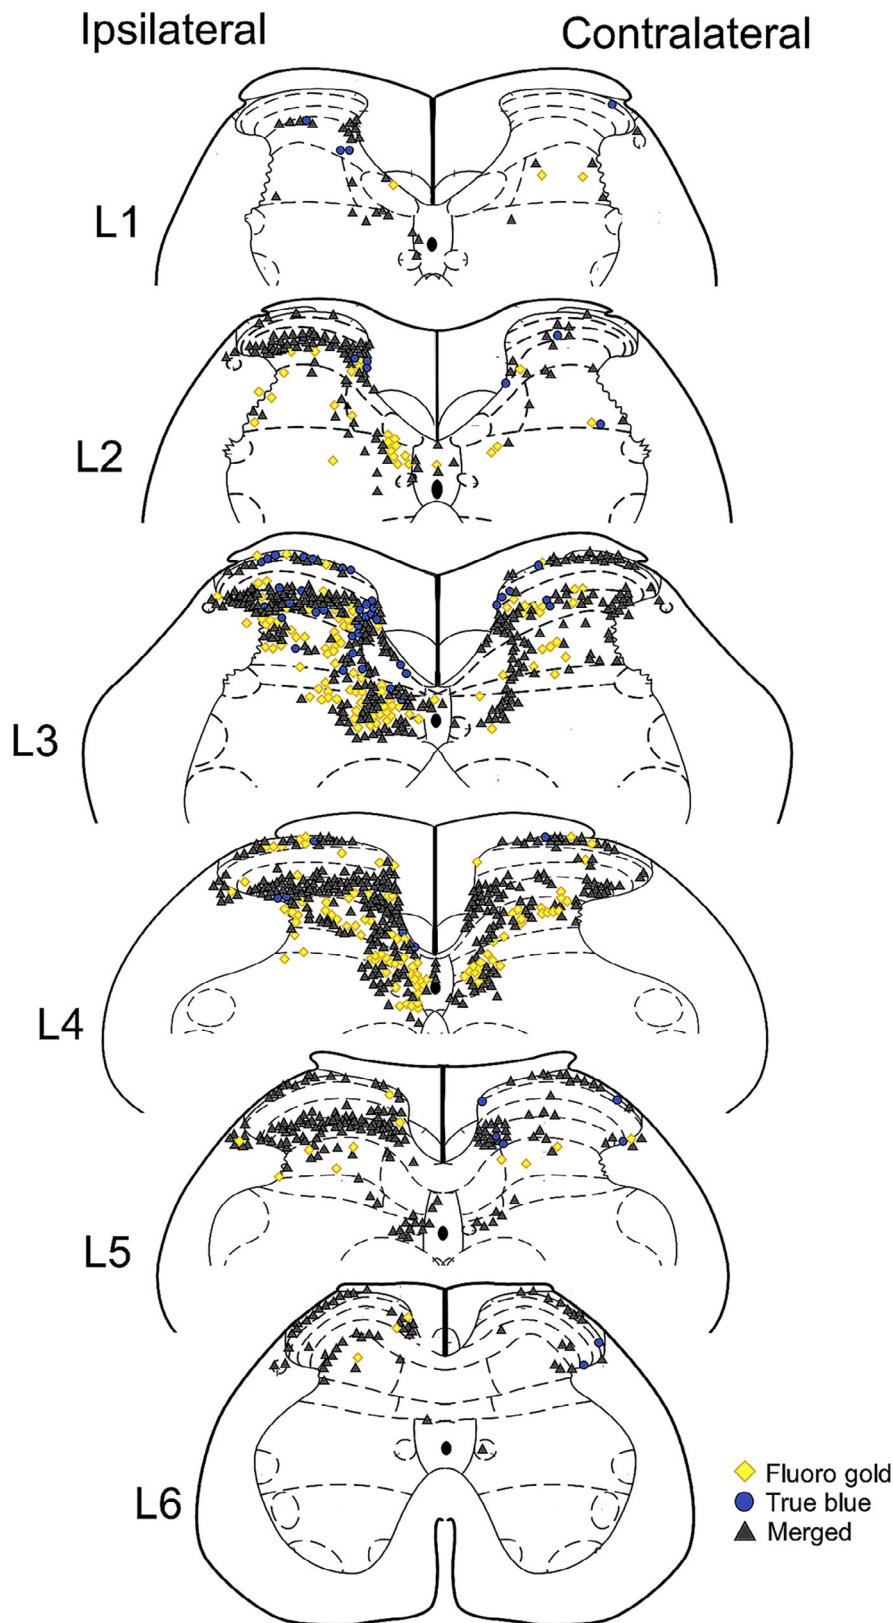 Ipsilateral
Contralateral
L1
L2
L3
L4
L5
L6
Fluoro gold
True blue
Merged